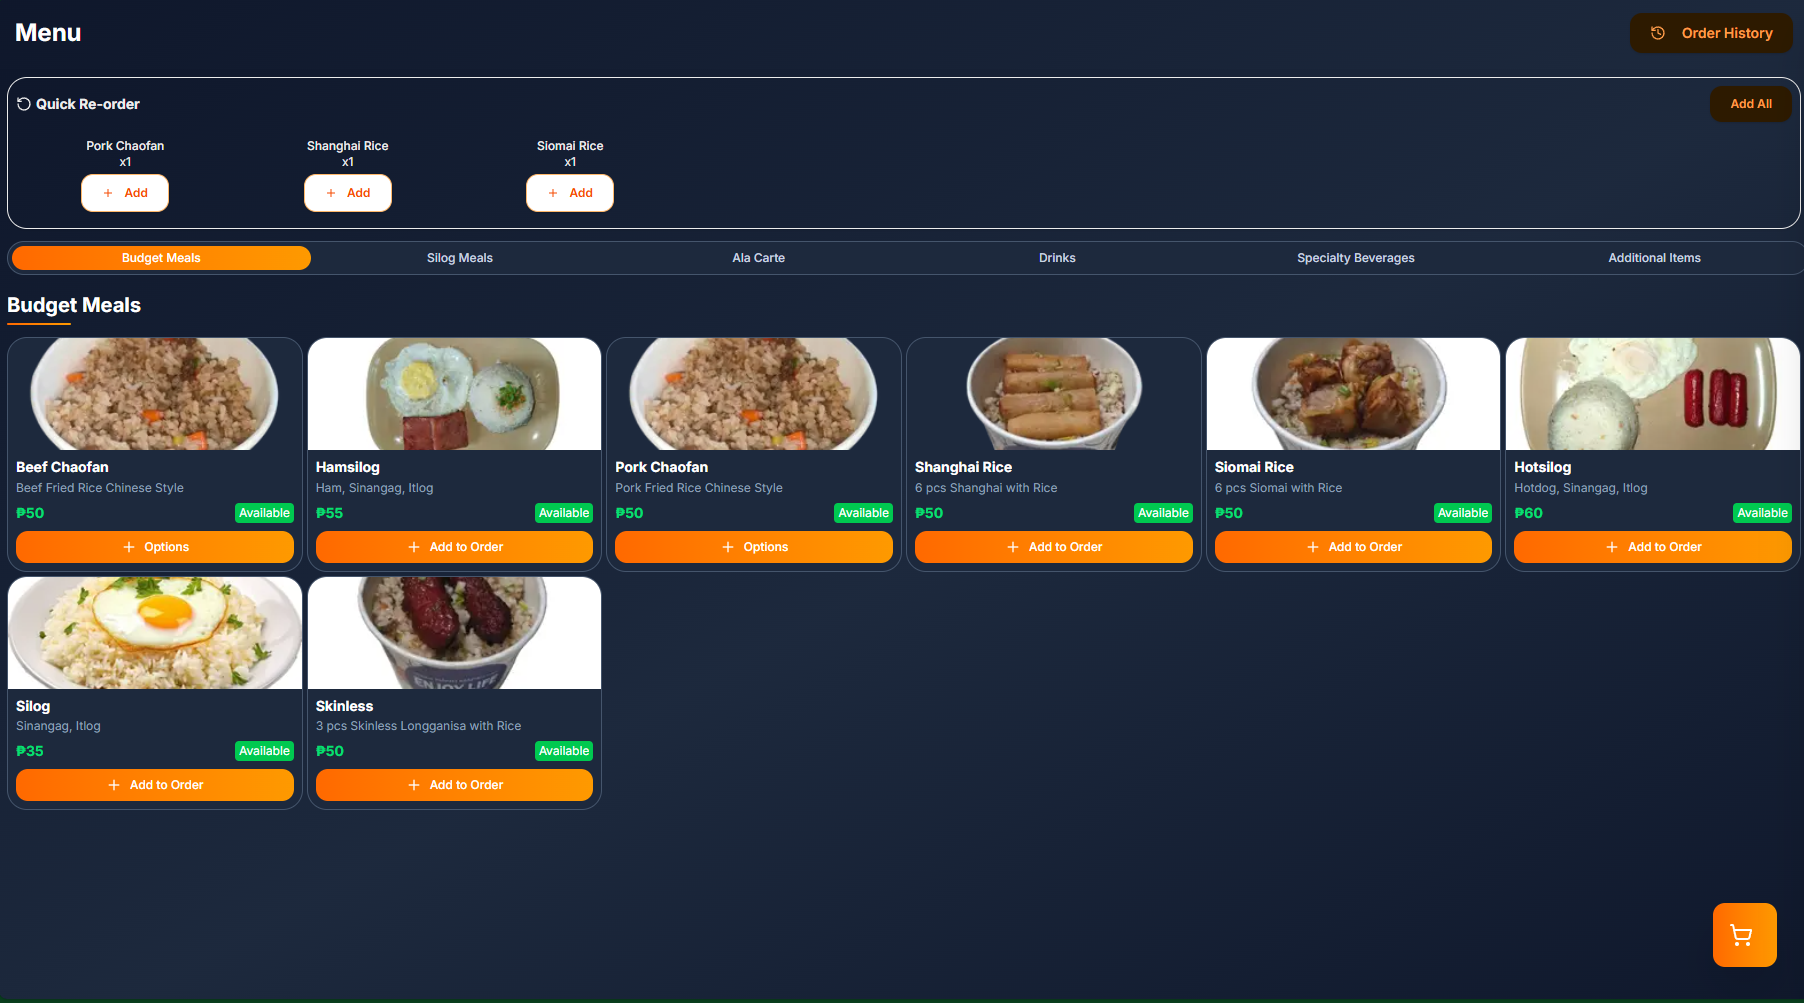 Menu
Order History
Quick Re-order
Add All
Pork Chaofan
x1
Add
Shanghai Rice
x1
Add
Siomai Rice
x1
Add
Budget Meals
Silog Meals
Ala Carte
Drinks
Specialty Beverages
Additional Items
Budget Meals
Beef Chaofan
Beef Fried Rice Chinese Style
₱50
Available
Options
Hamsilog
Ham, Sinangag, Itlog
₱55
Available
Add to Order
Pork Chaofan
Pork Fried Rice Chinese Style
₱50
Available
Options
Shanghai Rice
6 pcs Shanghai with Rice
₱50
Available
Add to Order
Siomai Rice
6 pcs Siomai with Rice
₱50
Available
Add to Order
Hotsilog
Hotdog, Sinangag, Itlog
₱60
Available
Add to Order
Silog
Sinangag, Itlog
₱35
Available
Add to Order
ENJOY LIFE
Skinless
3 pcs Skinless Longganisa with Rice
₱50
Available
Add to Order